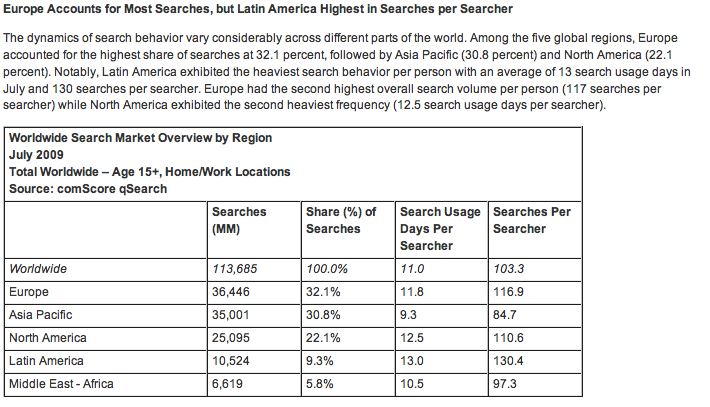 Europe Accounts for Most Searches, but Latin America Highest in Searches per Searcher
The dynamics of search behavior vary considerably across different parts of the world. Among the five global regions, Europe
accounted for the highest share of searches at 32.1 percent, followed by Asia Pacific (30.8 percent) and North America (22.1
percent). Notably, Latin America exhibited the heaviest search behavior per person with an average of 13 search usage days in
July and 130 searches per searcher. Europe had the second highest overall search volume per person (117 searches per
searcher) while North America exhibited the second heaviest frequency (12.5 search usage days per searcher).
Worldwide Search Market Overview by Region
July 2009
Total Worldwide – Age 15+, Home/Work Locations
Source: comScore qSearch
Searches Share (%) of Search Usage Searches Per
(MM) Searches Days Per Searcher
Searcher
Worldwide 113,685 100.0% 11.0 103.3
Europe 36,446 32.1% 11.8 116.9
Asia Pacific 35,001 30.8% 9.3 84.7
North America 25,095 22.1% 12.5 110.6
Latin America 10,524 9.3% 13.0 130.4
Middle East - Africa 6,619 5.8% 10.5 97.3